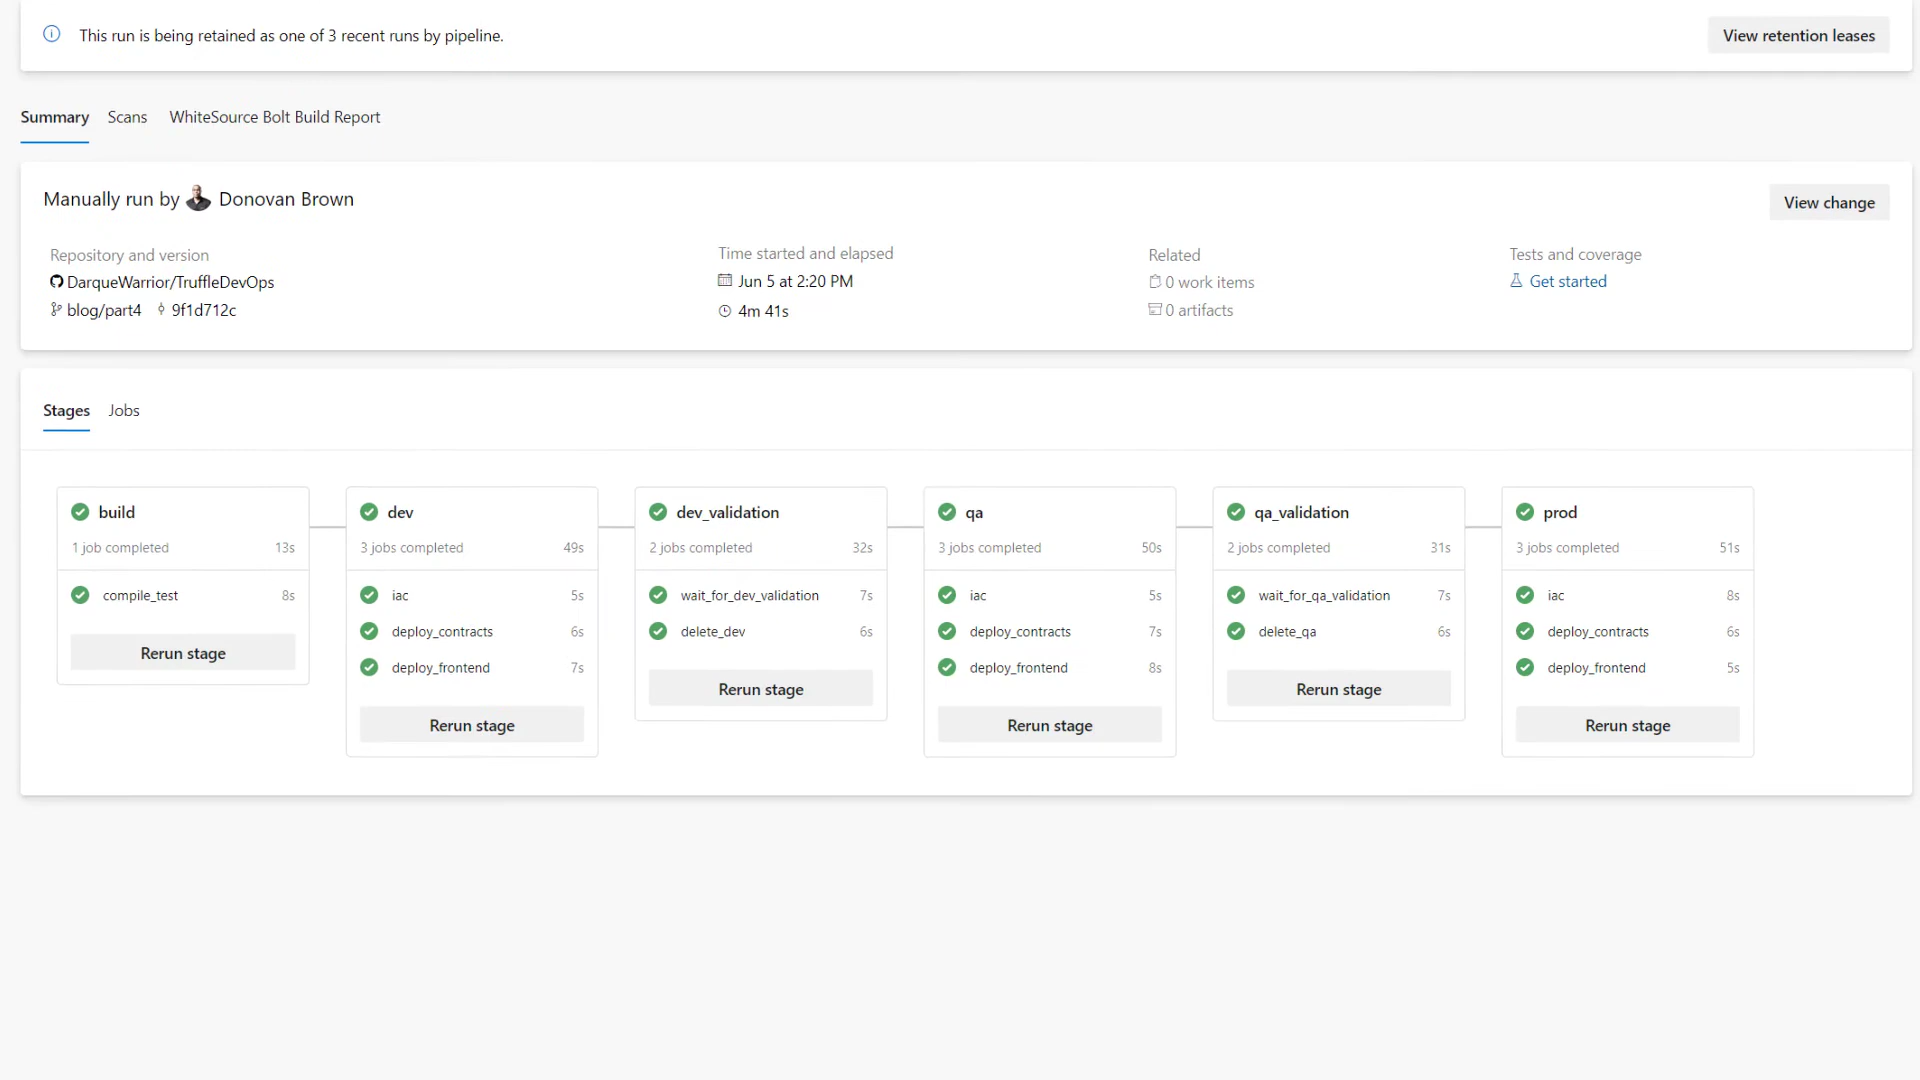 This run is being retained as one of 3 recent runs by pipeline.
View retention leases
Summary Scans WhiteSource Bolt Build Report
Manually run by Donovan Brown
View change
Repository and version
DarqueWarrior/TruffleDevOps
blog/part4 9f1d712c
Time started and elapsed
Jun 5 at 2:20 PM
4m 41s
Related
0 work items
0 artifacts
Tests and coverage
Get started
Stages Jobs
build
1 job completed 13s
compile_test 8s
Rerun stage
dev
3 jobs completed 49s
iac 5s
deploy_contracts 6s
deploy_frontend 7s
Rerun stage
dev_validation
2 jobs completed 32s
wait_for_dev_validation 7s
delete_dev 6s
Rerun stage
qa
3 jobs completed 50s
iac 5s
deploy_contracts 7s
deploy_frontend 8s
Rerun stage
qa_validation
2 jobs completed 31s
wait_for_qa_validation 7s
delete_qa 6s
Rerun stage
prod
3 jobs completed 51s
iac 8s
deploy_contracts 6s
deploy_frontend 5s
Rerun stage